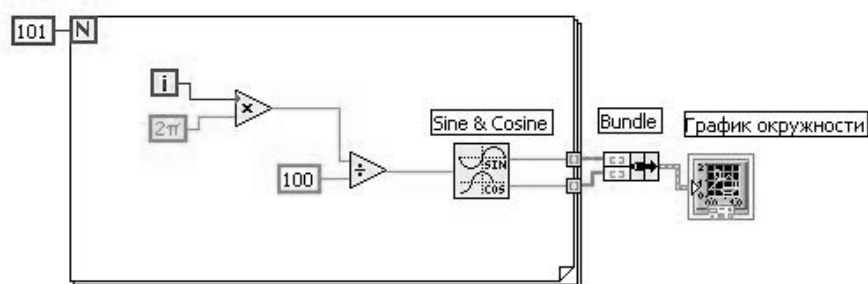 101 N
i
×
2π
Sine & Cosine
Bundle
График окружности
100
÷
SIN
COS